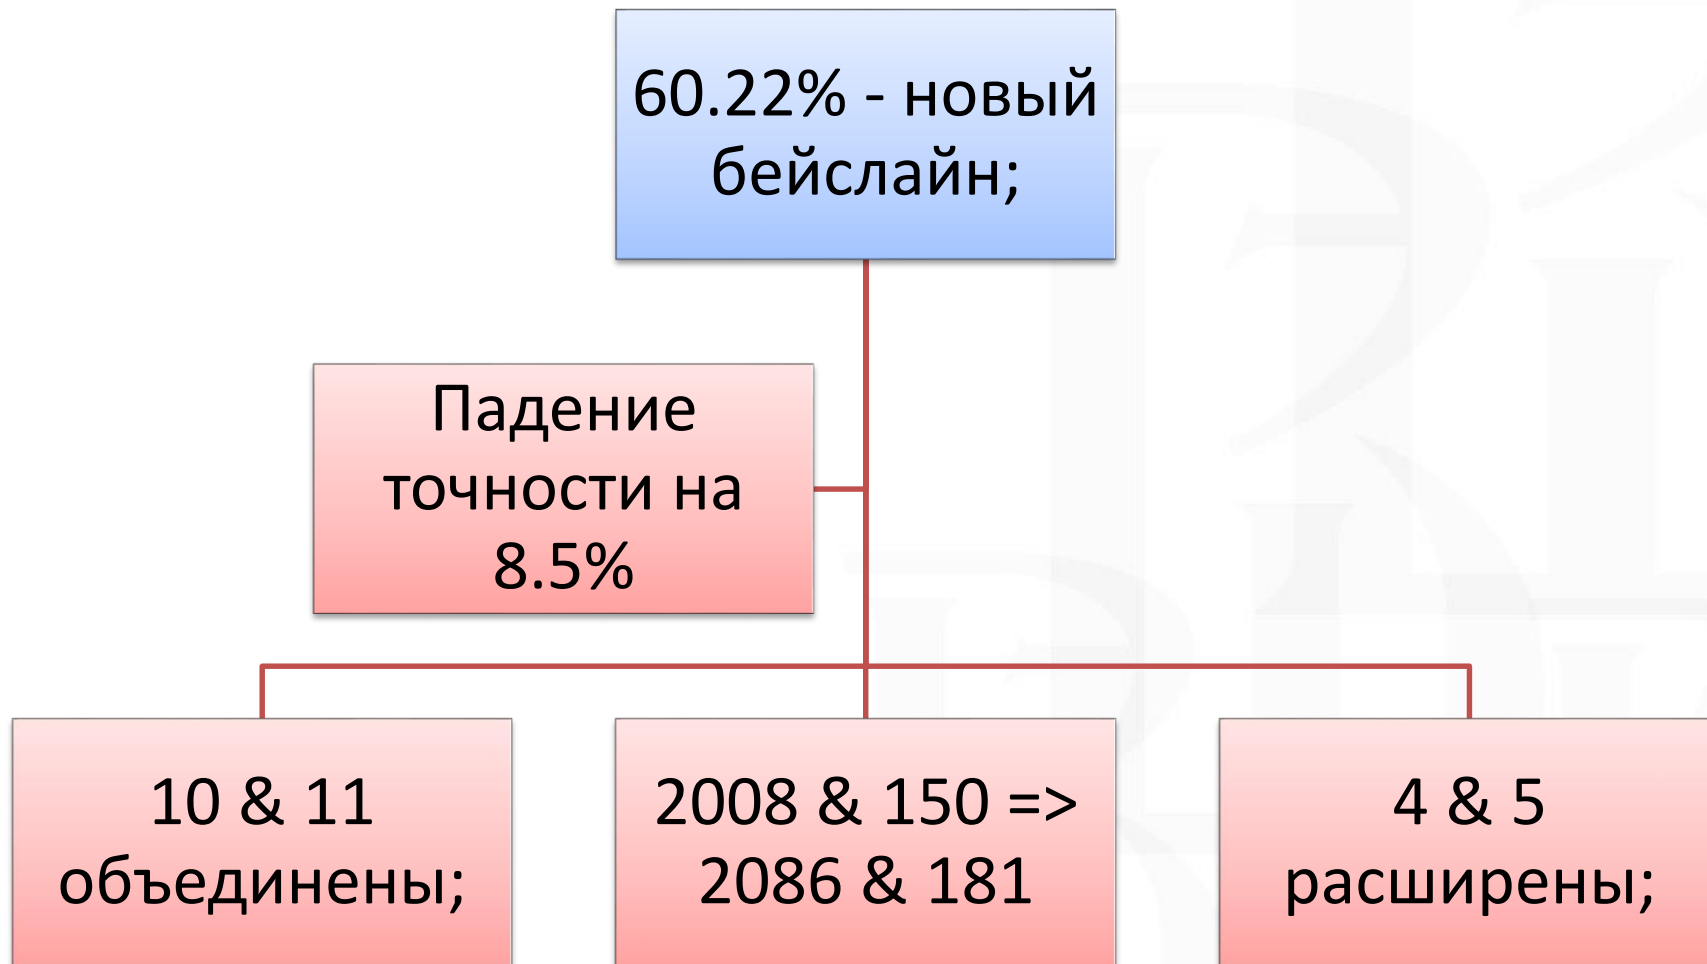 60.22% - новый
бейслайн;
Падение
точности на
8.5%
10 & 11
объединены;
2008 & 150 =>
2086 & 181
4 & 5
расширены;